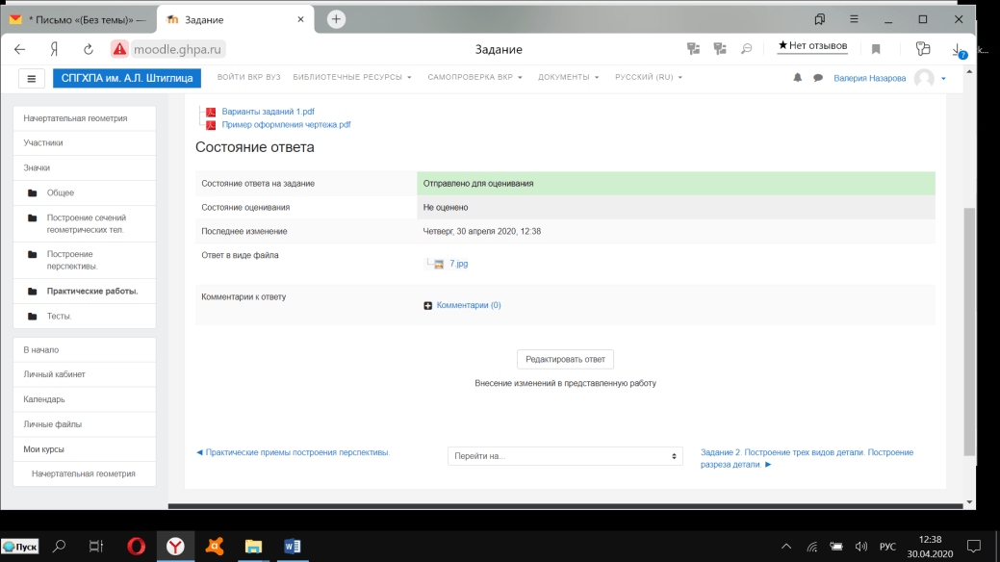 * Письмо «(Без темы)» —
Задание
moodle.ghpa.ru
Задание
★ Нет отзывов
7
СПГХПА им. А.Л. Штиглица
ВОЙТИ ВКР ВУЗ
БИБЛИОТЕЧНЫЕ РЕСУРСЫ
САМОПРОВЕРКА ВКР
ДОКУМЕНТЫ
РУССКИЙ (RU)
Валерия Назарова
Начертательная геометрия
Участники
Значки
Общее
Построение сечений
геометрических тел.
Построение
перспективы.
Практические работы.
Тесты.
В начало
Личный кабинет
Календарь
Личные файлы
Мои курсы
Начертательная геометрия
Варианты заданий 1.pdf
Пример оформления чертежа.pdf
Состояние ответа
Состояние ответа на задание
Отправлено для оценивания
Состояние оценивания
Не оценено
Последнее изменение
Четверг, 30 апреля 2020, 12:38
Ответ в виде файла
7.jpg
Комментарии к ответу
Комментарии (0)
Редактировать ответ
Внесение изменений в представленную работу
◄ Практические приемы построения перспективы.
Перейти на...
Задание 2. Построение трех видов детали. Построение
разреза детали. ►
Пуск
РУС
12:38
30.04.2020